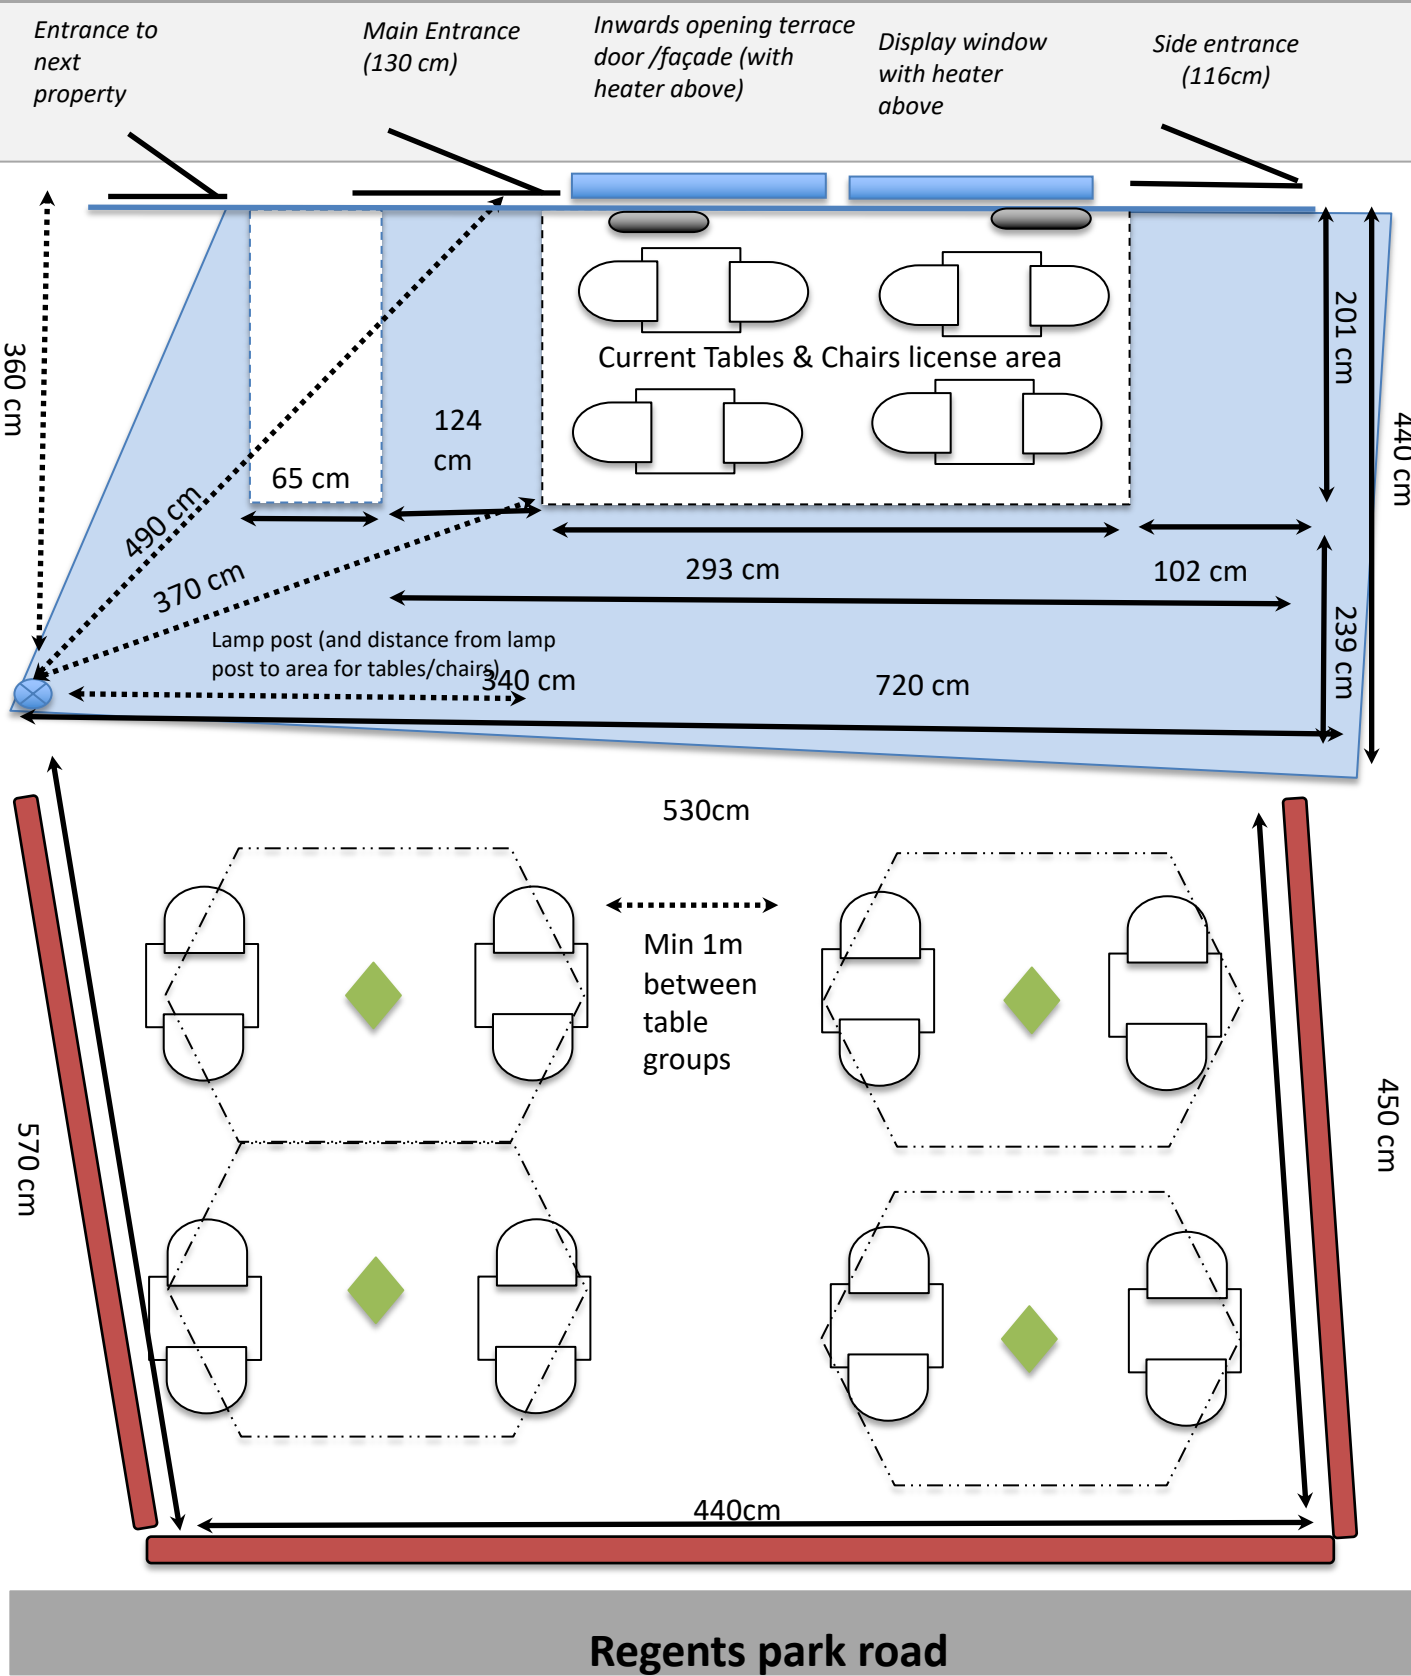 Entrance to
next
property
Main Entrance
(130 cm)
Inwards opening terrace
door /façade (with
heater above)
Display window
with heater
above
Side entrance
(116cm)
360 cm
201 cm
440 cm
Current Tables & Chairs license area
124
cm
65 cm
490 cm
370 cm
293 cm
102 cm
239 cm
Lamp post (and distance from lamp
post to area for tables/chairs)
340 cm
720 cm
530cm
Min 1m
between
table
groups
570 cm
450 cm
440cm
Regents park road